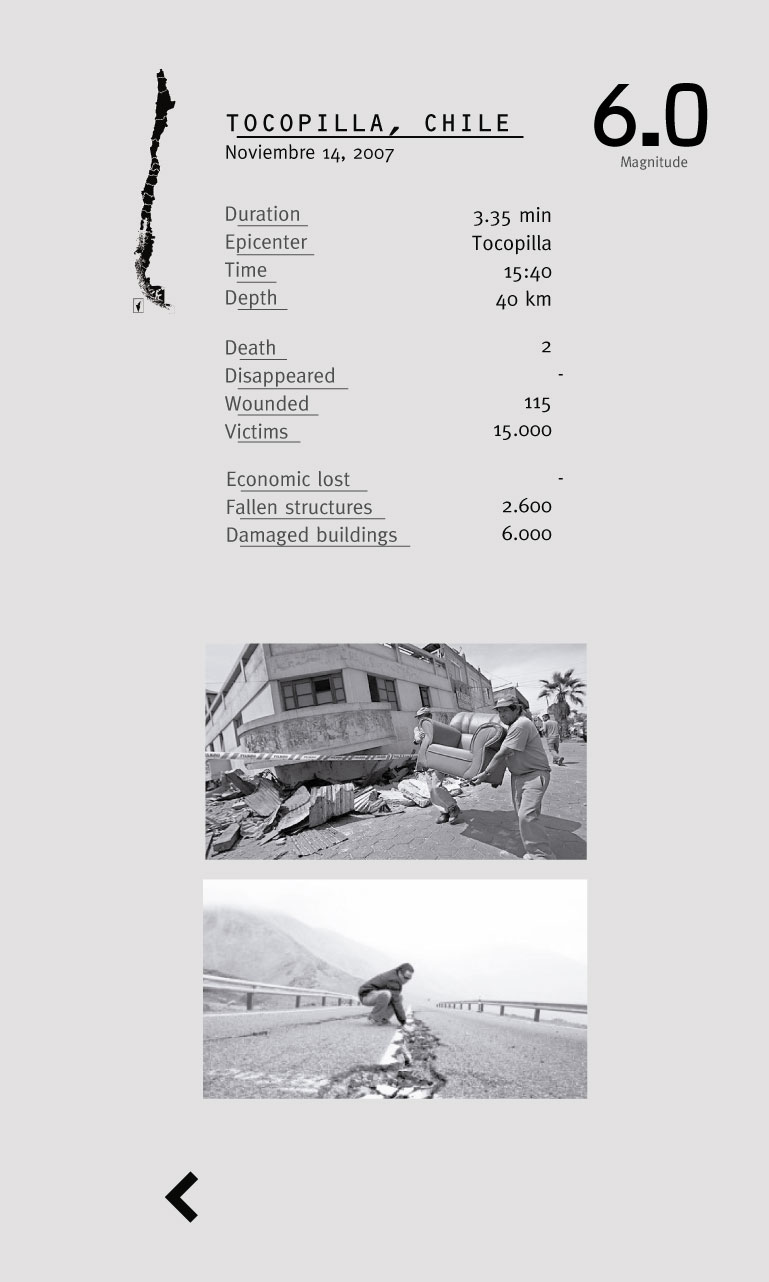 TOCOPILLA, CHILE
Noviembre 14, 2007
6.0
Magnitude
Duration 3.35 min
Epicenter Tocopilla
Time 15:40
Depth 40 km
Death 2
Disappeared -
Wounded 115
Victims 15.000
Economic lost -
Fallen structures 2.600
Damaged buildings 6.000